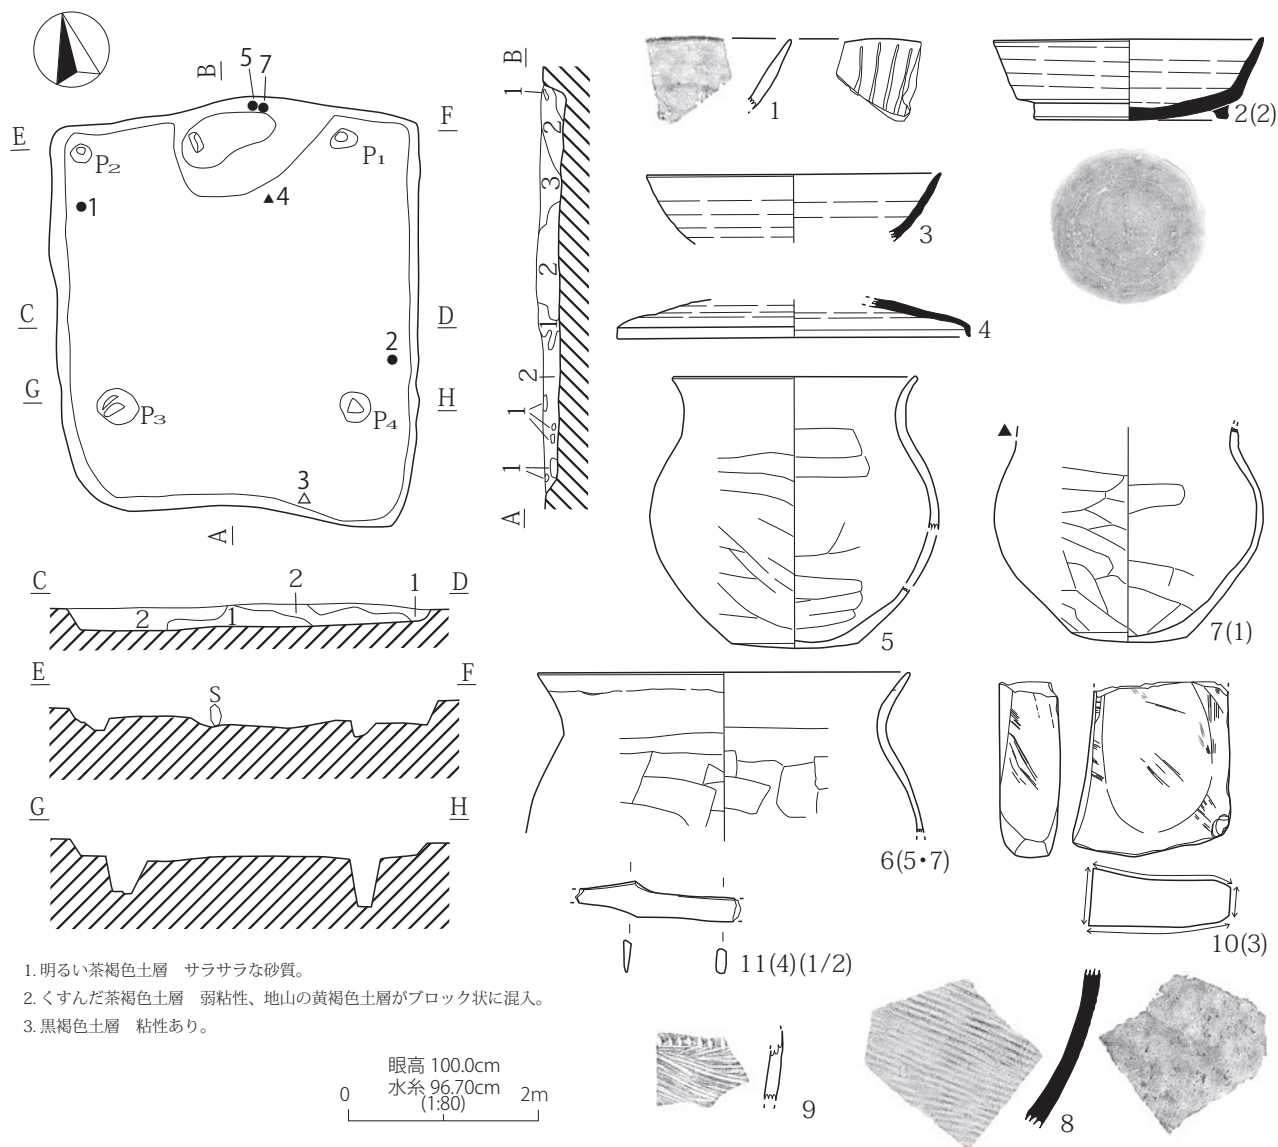 B
5 7
E
F
P2
P1
1
4
C
D
2
G
H
P3
P4
3
A
B
1
2
3
2
1
2
1
1
A
C
2
1
2
1
D
E
S
F
G
H
1. 明るい茶褐色土層　サラサラな砂質。
2. くすんだ茶褐色土層　弱粘性、地山の黄褐色土層がブロック状に混入。
3. 黒褐色土層　粘性あり。
眼高 100.0cm
水糸 96.70cm
(1:80)
0
2m
1
2(2)
3
4
5
7(1)
6(5・7)
10(3)
11(4)(1/2)
9
8